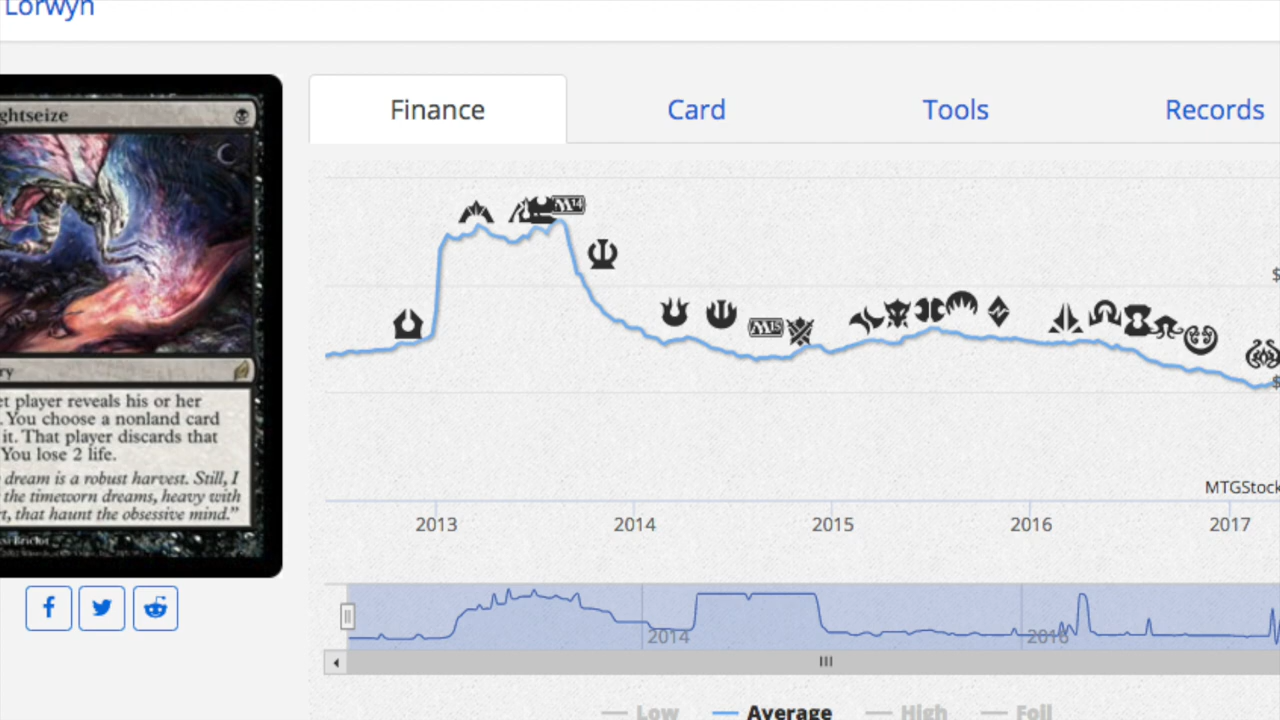 Lorwyn
ghtseize
Finance
Card
Tools
Records
M14
M15
$
$
ry
et player reveals his or her
. You choose a nonland card
it. That player discards that
You lose 2 life.
dream is a robust harvest. Still, I
the timeworn dreams, heavy with
rt, that haunt the obsessive mind.”
MTGStock
2013
2014
2015
2016
2017
2014
2016
Low
Average
High
Foil